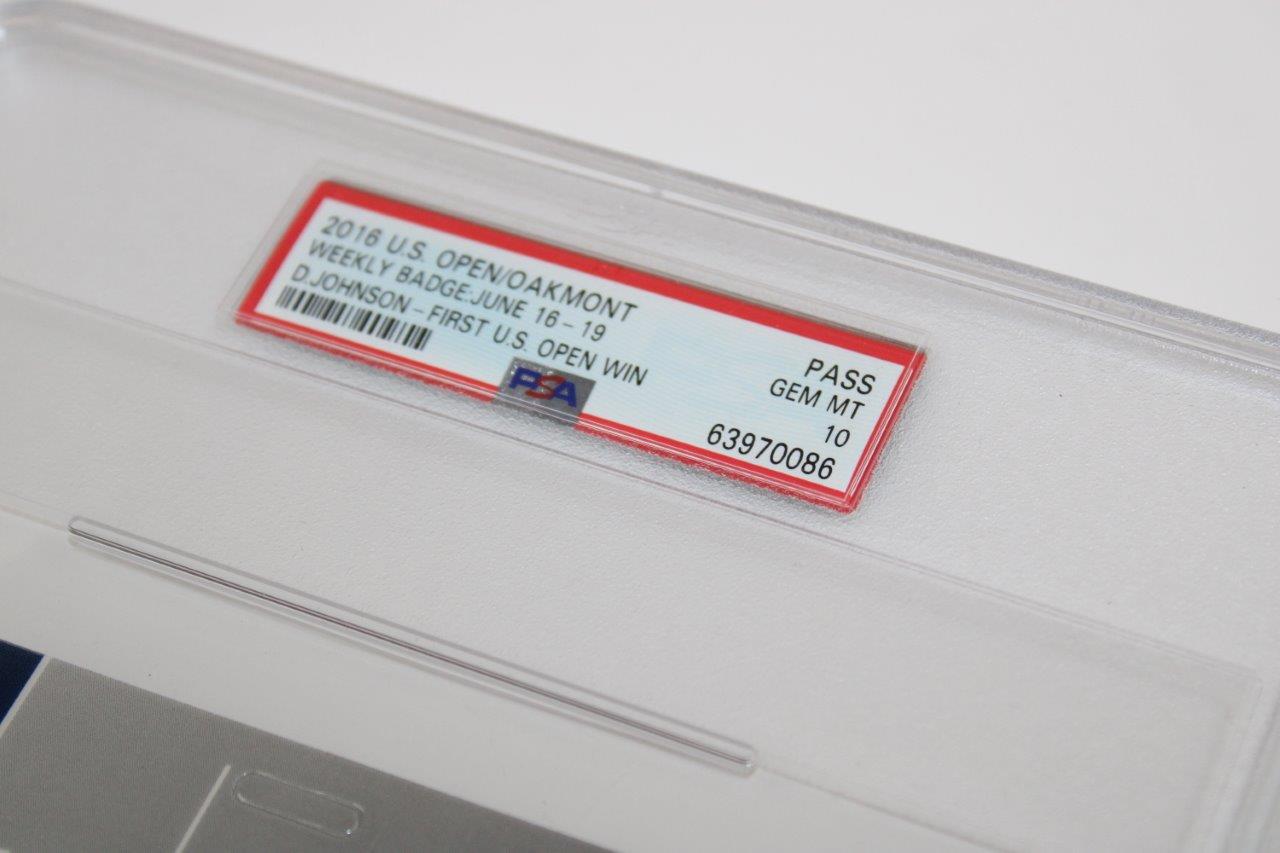 2016 U.S. OPEN/OAKMONT
WEEKLY BADGE:JUNE 16-19
D.JOHNSON-FIRST U.S. OPEN WIN
PASS
GEM MT
10
63970086
PSA